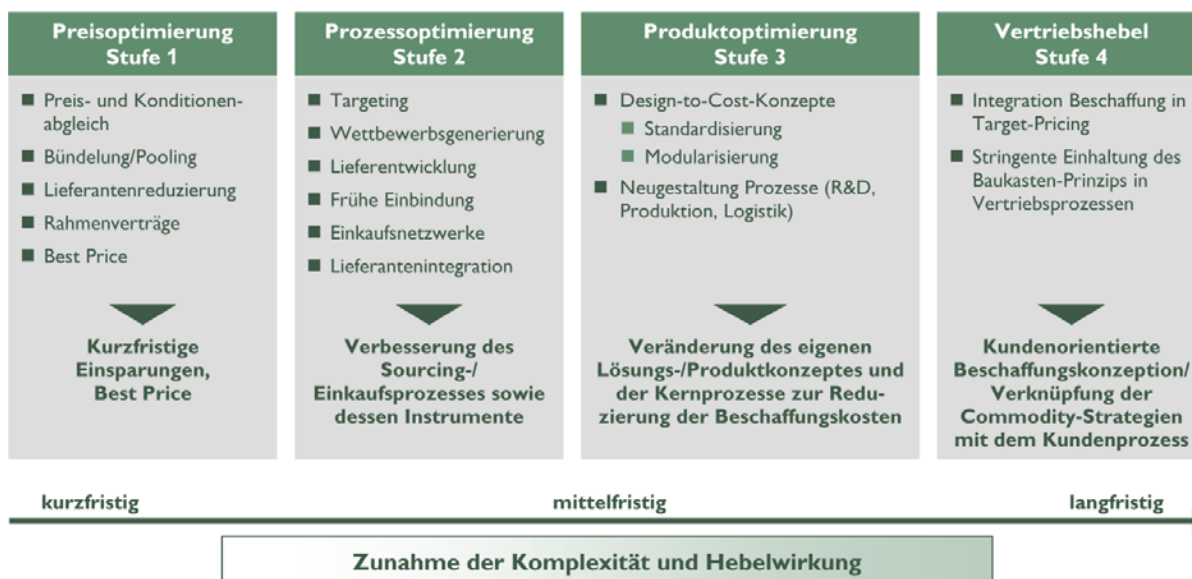 Preisoptimierung
Stufe 1
■ Preis- und Konditionen-
abgleich
■ Bündelung/Pooling
■ Lieferantenreduzierung
■ Rahmenverträge
■ Best Price
Kurzfristige
Einsparungen,
Best Price
Prozessoptimierung
Stufe 2
■ Targeting
■ Wettbewerbsgenerierung
■ Lieferentwicklung
■ Frühe Einbindung
■ Einkaufsnetzwerke
■ Lieferantenintegration
Verbesserung des
Sourcing-/
Einkaufsprozesses sowie
dessen Instrumente
Produktoptimierung
Stufe 3
■ Design-to-Cost-Konzepte
■ Standardisierung
■ Modularisierung
■ Neugestaltung Prozesse (R&D,
Produktion, Logistik)
Veränderung des eigenen
Lösungs-/Produktkonzeptes und
der Kernprozesse zur Redu-
zierung der Beschaffungskosten
Vertriebshebel
Stufe 4
■ Integration Beschaffung in
Target-Pricing
■ Stringente Einhaltung des
Baukasten-Prinzips in
Vertriebsprozessen
Kundenorientierte
Beschaffungskonzeption/
Verknüpfung der
Commodity-Strategien
mit dem Kundenprozess
kurzfristig
mittelfristig
langfristig
Zunahme der Komplexität und Hebelwirkung